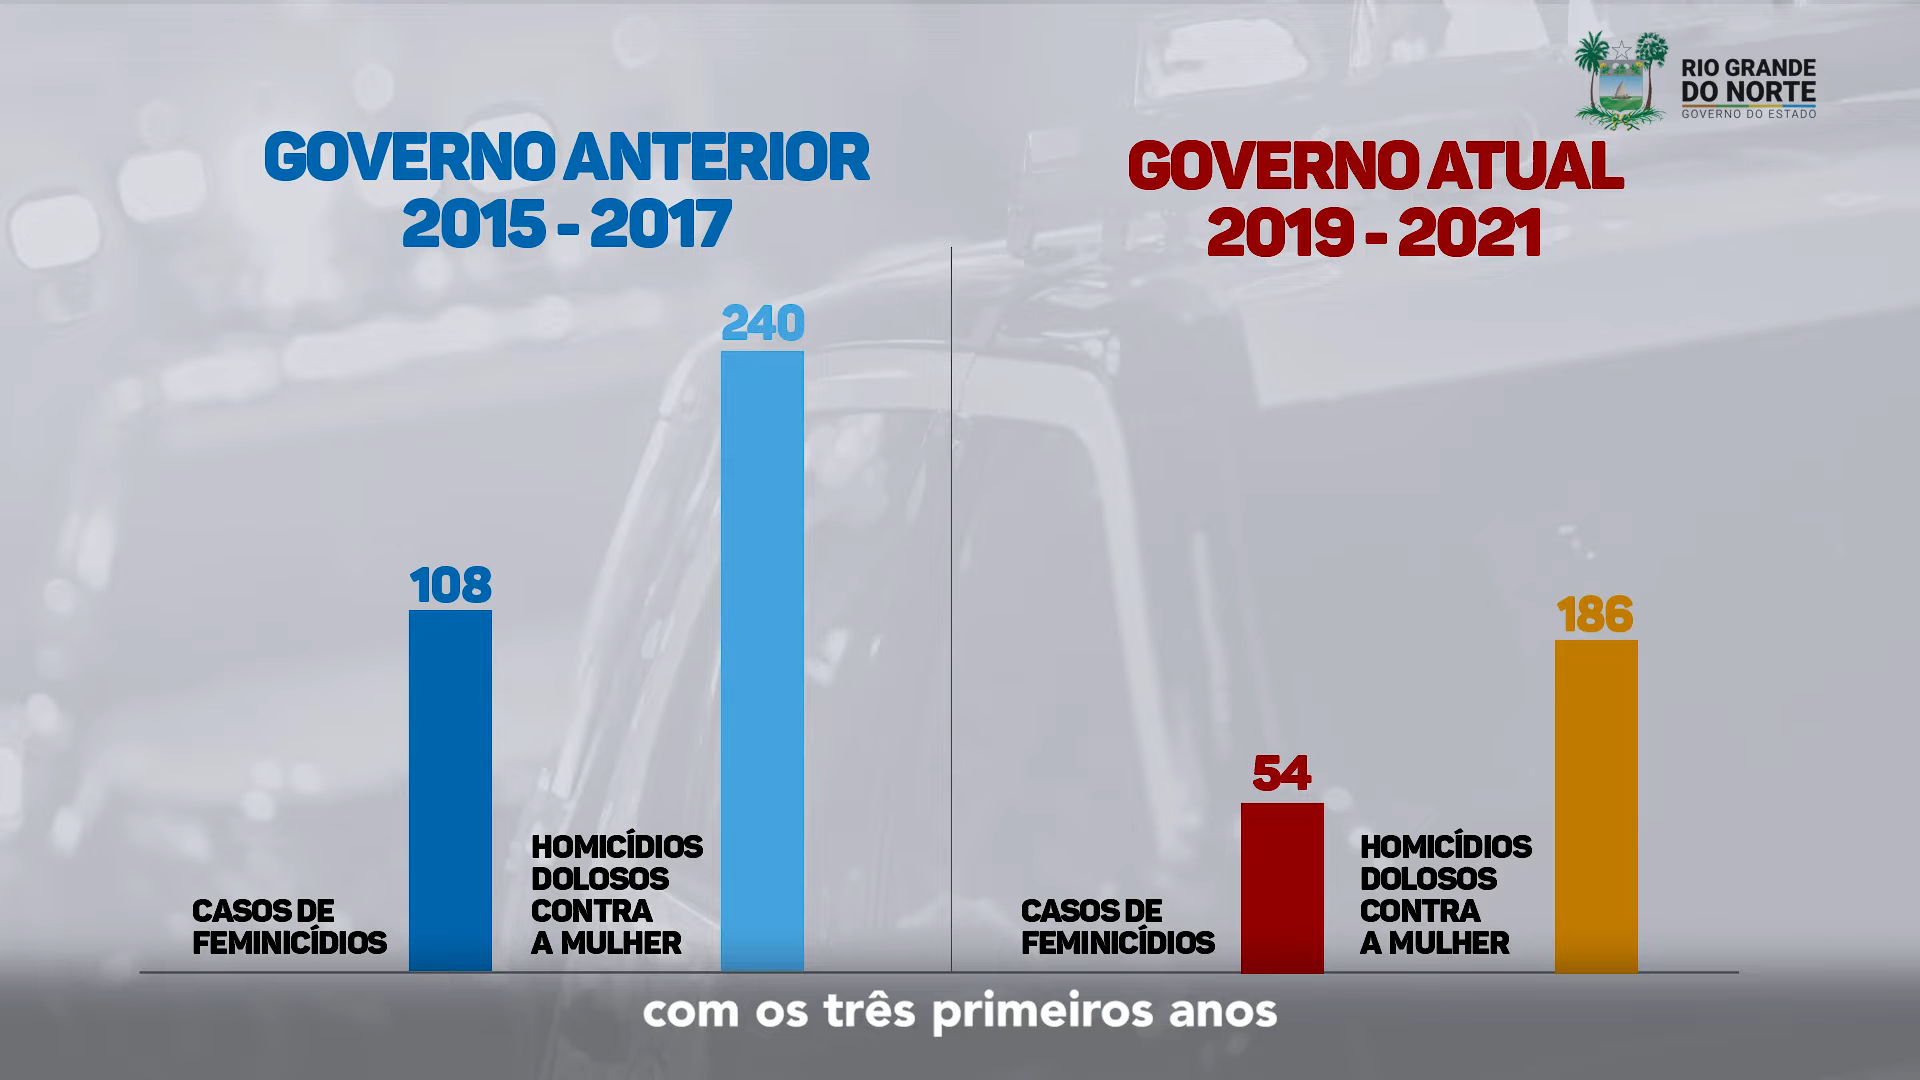 RIO GRANDE
DO NORTE
GOVERNO DO ESTADO
GOVERNO ANTERIOR
2015 - 2017
GOVERNO ATUAL
2019 - 2021
240
108
HOMICÍDIOS
DOLOSOS
CONTRA
A MULHER
CASOS DE
FEMINICÍDIOS
186
54
HOMICÍDIOS
DOLOSOS
CONTRA
A MULHER
CASOS DE
FEMINICÍDIOS
com os três primeiros anos